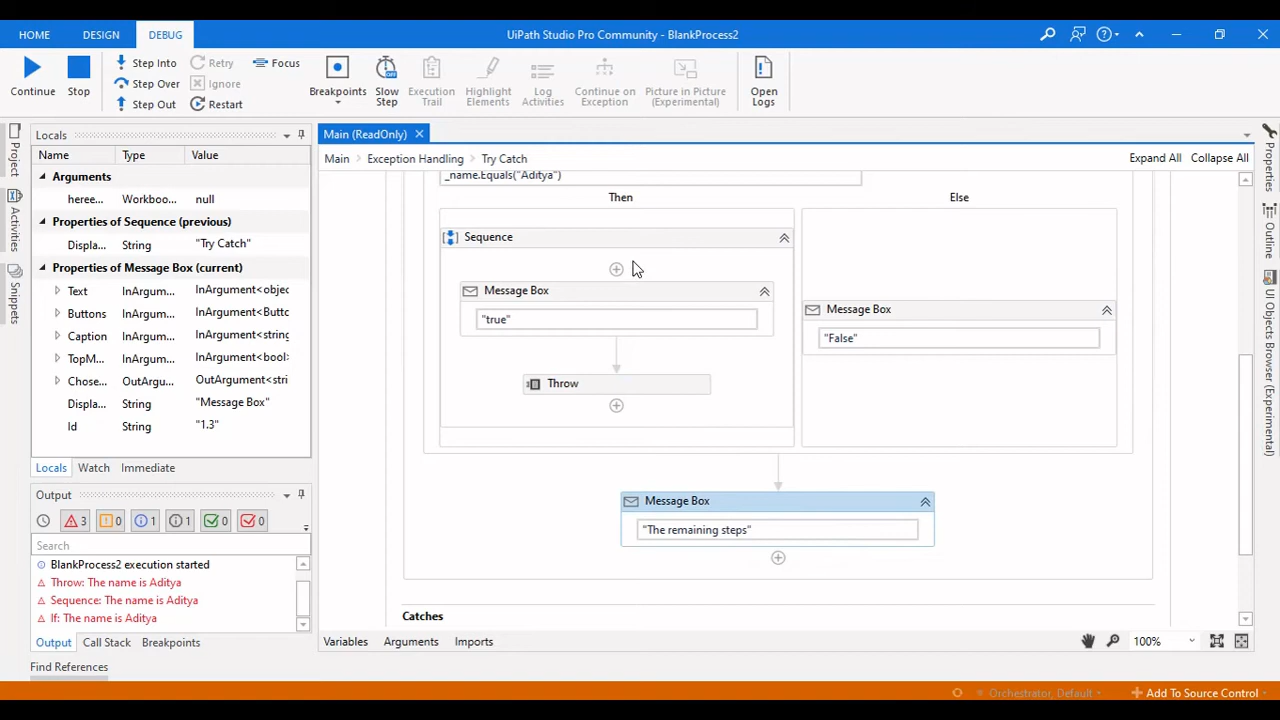 HOME
DESIGN
DEBUG
UiPath Studio Pro Community - BlankProcess2
Continue
Stop
Step Into
Step Over
Step Out
Retry
Ignore
Restart
Focus
Breakpoints
Slow
Step
Execution
Trail
Highlight
Elements
Log
Activities
Continue on
Exception
Picture in Picture
(Experimental)
Open
Logs
Project
Activities
Snippets
Locals
Name Type Value
Arguments
heree... Workboo... null
Properties of Sequence (previous)
Displa... String "Try Catch"
Properties of Message Box (current)
Text InArgum... InArgument<objec
Buttons InArgum... InArgument<Butto
Caption InArgum... InArgument<string
TopM... InArgum... InArgument<bool>
Chose... OutArgu... OutArgument<stri
Displa... String "Message Box"
Id String "1.3"
Locals Watch Immediate
Output
3 0 1 1 0 0
Search
BlankProcess2 execution started
Throw: The name is Aditya
Sequence: The name is Aditya
If: The name is Aditya
Output Call Stack Breakpoints
Find References
Main (ReadOnly)
Main > Exception Handling > Try Catch
Expand All Collapse All
_name.Equals("Aditya")
Then
Else
Sequence
Message Box
"true"
Throw
Message Box
"False"
Message Box
"The remaining steps"
Catches
Variables Arguments Imports
100%
Properties
Outline
UI Objects Browser (Experimental)
Orchestrator, Default
Add To Source Control